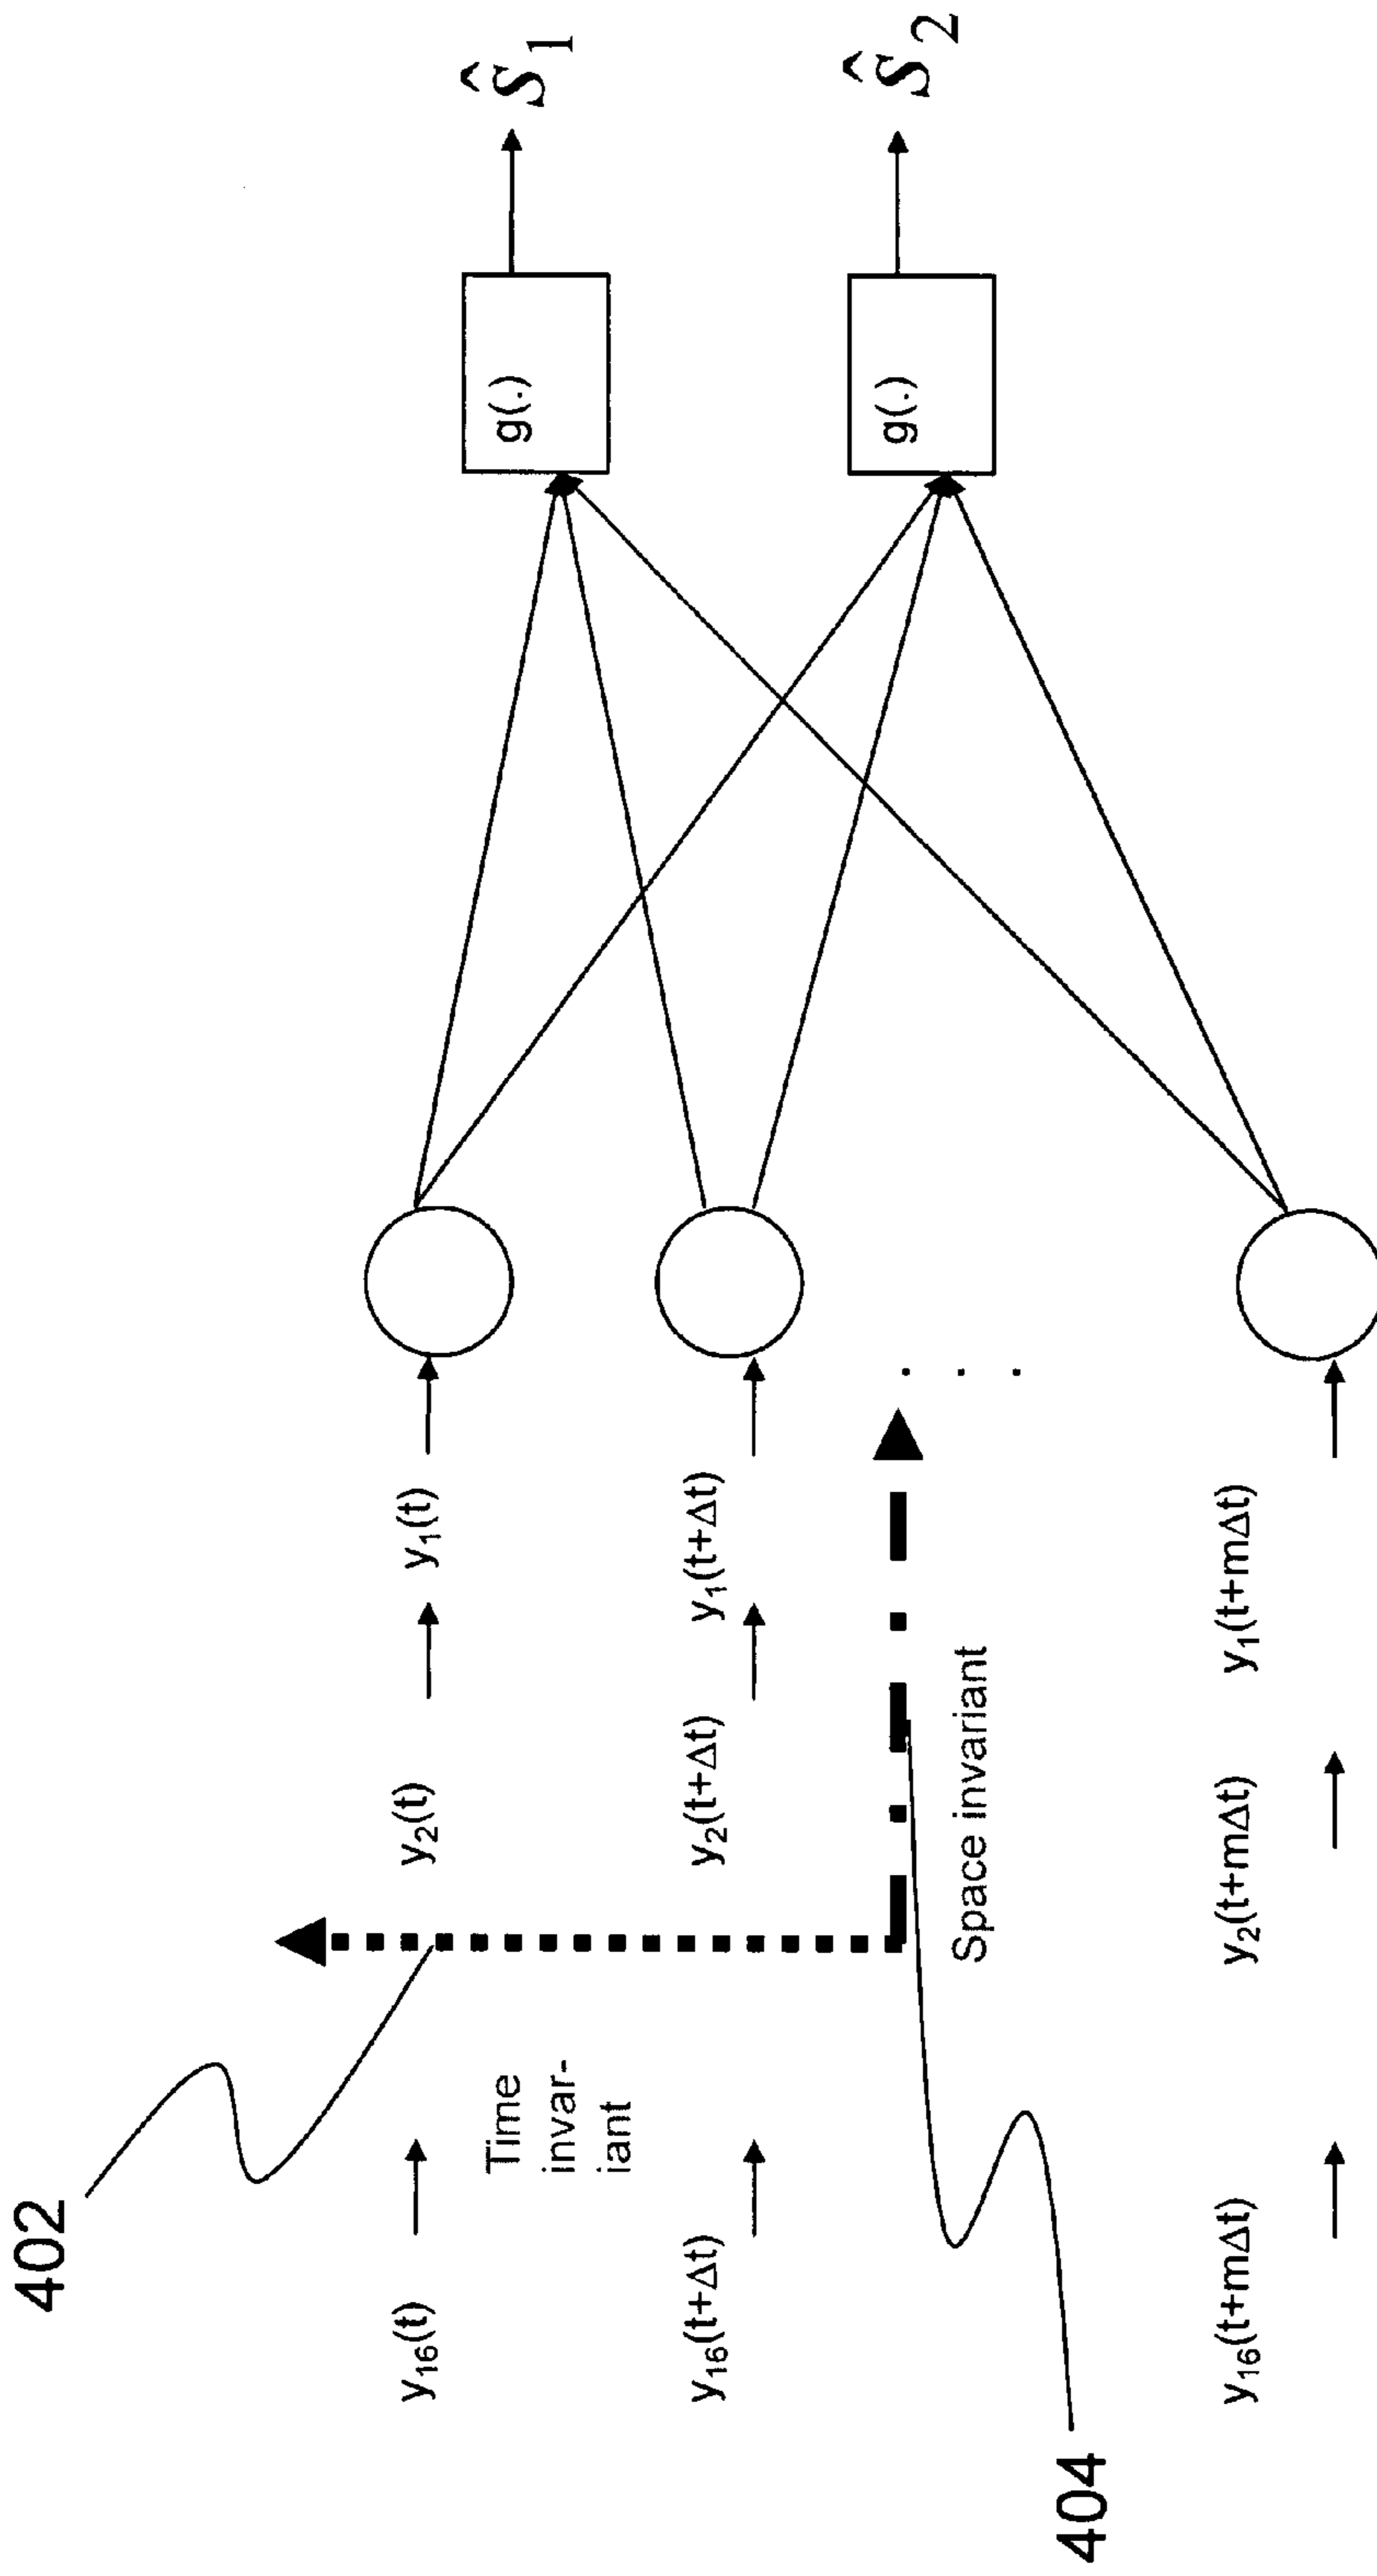 402
y₁₆(t) y₂(t) y₁(t)
Ŝ₁
g(.)
Time
invar-
iant
y₁₆(t+Δt) y₂(t+Δt) y₁(t+Δt)
g(.)
Ŝ₂
Space invariant
404
y₁₆(t+mΔt) y₂(t+mΔt) y₁(t+mΔt)
. . .